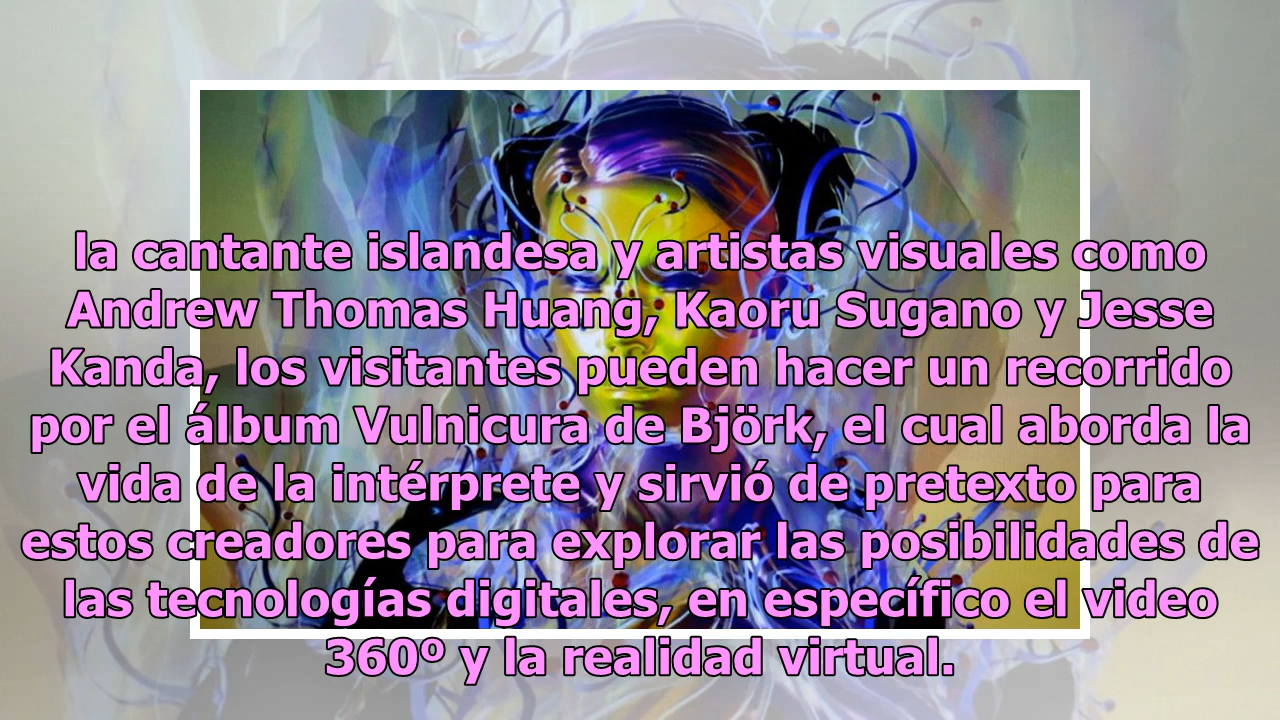 la cantante islandesa y artistas visuales como
Andrew Thomas Huang, Kaoru Sugano y Jesse
Kanda, los visitantes pueden hacer un recorrido
por el álbum Vulnicura de Björk, el cual aborda la
vida de la intérprete y sirvió de pretexto para
estos creadores para explorar las posibilidades de
las tecnologías digitales, en específico el video
360º y la realidad virtual.